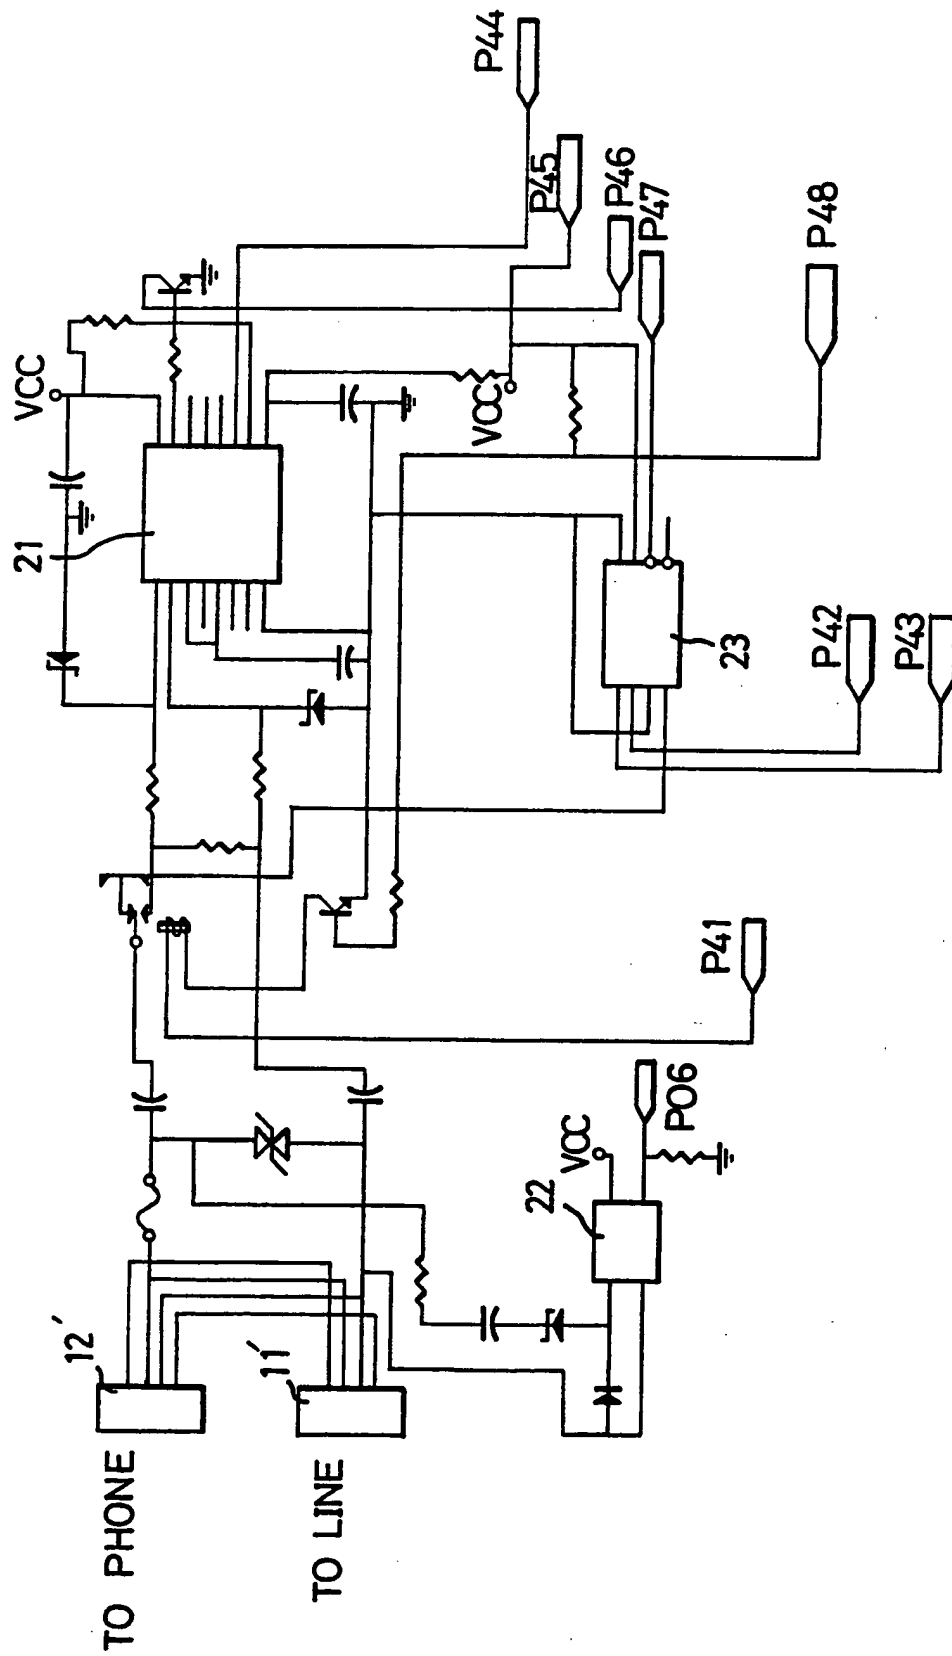 TO PHONE
12'
TO LINE
11'
22
VCC
P06
P41
21
VCC
VCC
23
P42
P43
P44
P45
P46
P47
P48